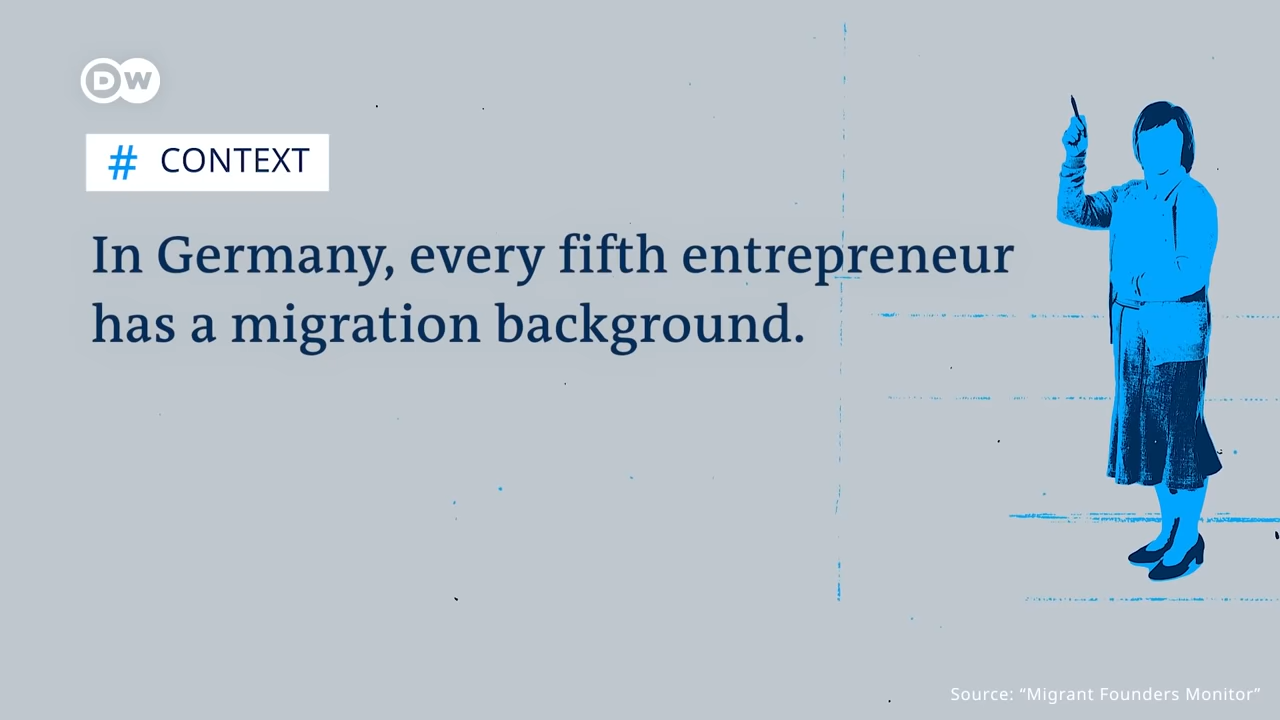 DW
# CONTEXT
In Germany, every fifth entrepreneur
has a migration background.
Source: “Migrant Founders Monitor”